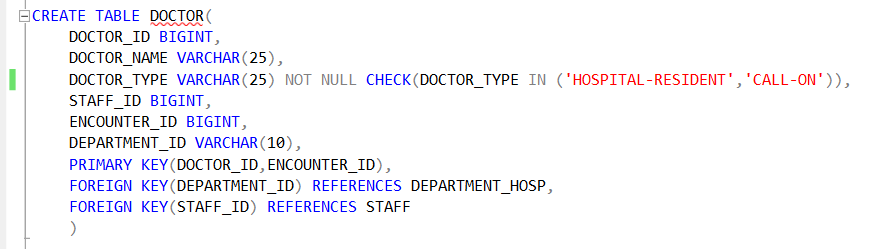 CREATE TABLE DOCTOR(
DOCTOR_ID BIGINT,
DOCTOR_NAME VARCHAR(25),
DOCTOR_TYPE VARCHAR(25) NOT NULL CHECK(DOCTOR_TYPE IN ('HOSPITAL-RESIDENT','CALL-ON')),
STAFF_ID BIGINT,
ENCOUNTER_ID BIGINT,
DEPARTMENT_ID VARCHAR(10),
PRIMARY KEY(DOCTOR_ID,ENCOUNTER_ID),
FOREIGN KEY(DEPARTMENT_ID) REFERENCES DEPARTMENT_HOSP,
FOREIGN KEY(STAFF_ID) REFERENCES STAFF
)